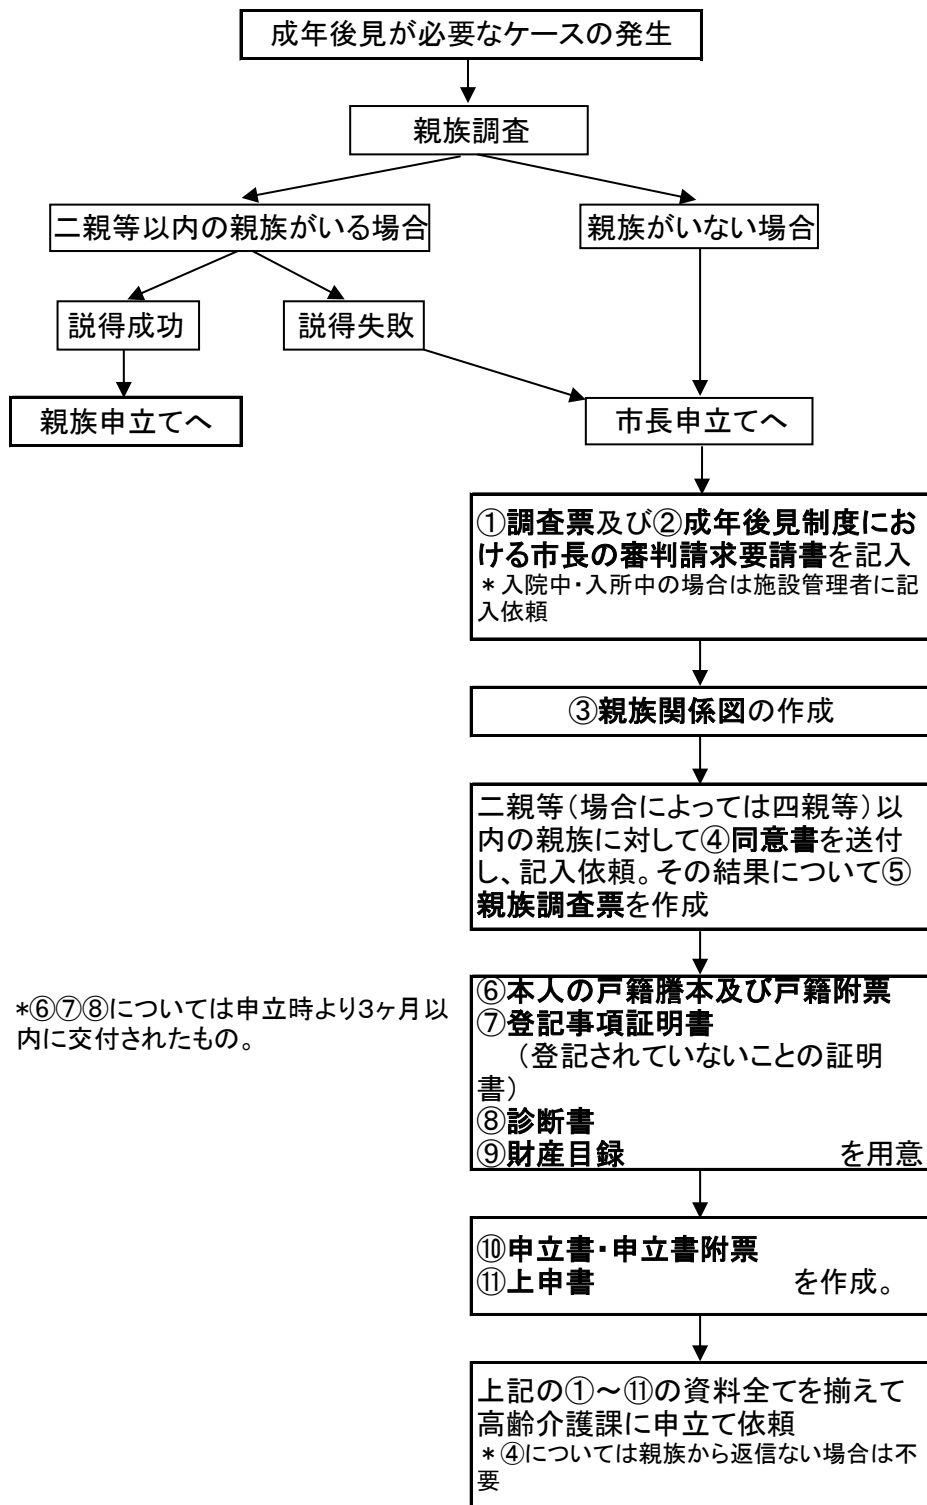 成年後見が必要なケースの発生
親族調査
二親等以内の親族がいる場合
親族がいない場合
説得成功
説得失敗
親族申立てへ
市長申立てへ
①調査票及び②成年後見制度にお
ける市長の審判請求要請書を記入
*入院中・入所中の場合は施設管理者に記
入依頼
③親族関係図の作成
二親等(場合によっては四親等)以
内の親族に対して④同意書を送付
し、記入依頼。その結果について⑤
親族調査票を作成
*⑥⑦⑧については申立時より3ヶ月以
内に交付されたもの。
⑥本人の戸籍謄本及び戸籍附票
⑦登記事項証明書
(登記されていないことの証明
書)
⑧診断書
⑨財産目録 を用意
⑩申立書・申立書附票
⑪上申書 を作成。
上記の①~⑪の資料全てを揃えて
高齢介護課に申立て依頼
*④については親族から返信ない場合は不
要